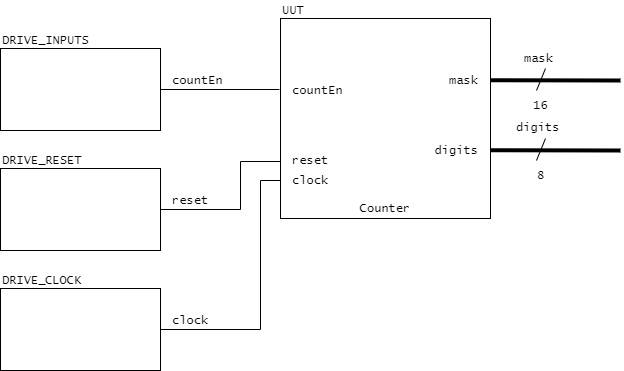 UUT
DRIVE_INPUTS
countEn
countEn
mask
mask
16
digits
digits
8
DRIVE_RESET
reset
reset
clock
Counter
DRIVE_CLOCK
clock